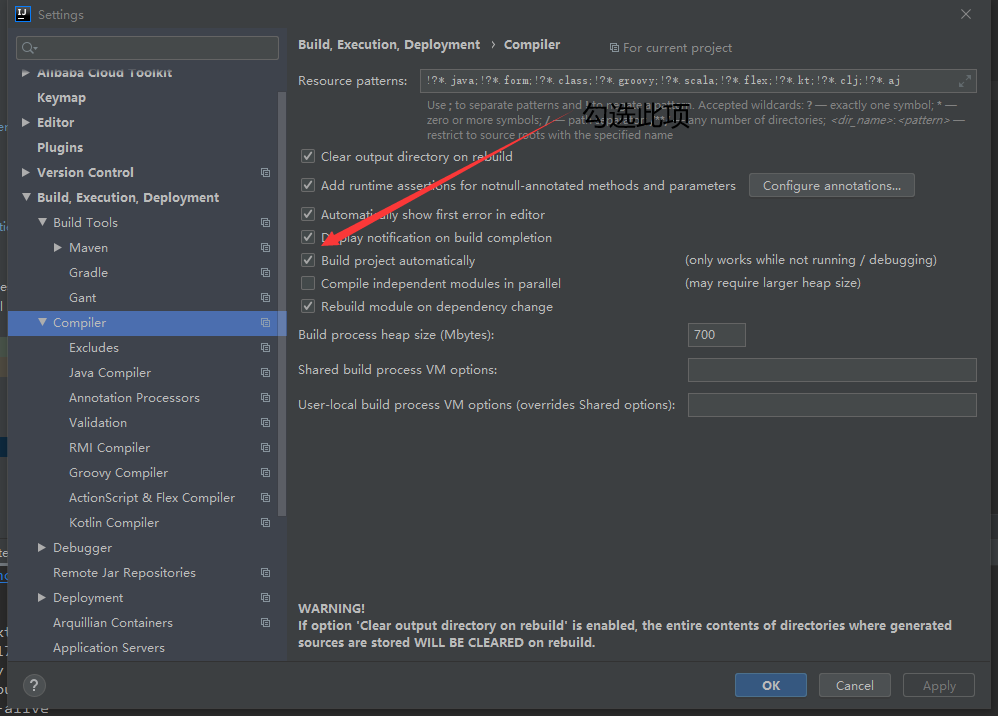 Settings
Build, Execution, Deployment › Compiler
For current project
Alibaba Cloud Toolkit
Keymap
Editor
Plugins
Version Control
Build, Execution, Deployment
Build Tools
Maven
Gradle
Gant
Compiler
Excludes
Java Compiler
Annotation Processors
Validation
RMI Compiler
Groovy Compiler
ActionScript & Flex Compiler
Kotlin Compiler
Debugger
Remote Jar Repositories
Deployment
Arquillian Containers
Application Servers
Resource patterns:
!?*.java;!?*.form;!?*.class;!?*.groovy;!?*.scala;!?*.flex;!?*.kt;!?*.clj;!?*.aj
Use ; to separate patterns and ! to negate a pattern. Accepted wildcards: ? — exactly one symbol; * —
zero or more symbols; / — path any number of directories; <dir_name>:<pattern> —
restrict to source roots with the specified name
勾选此项
Clear output directory on rebuild
Add runtime assertions for notnull-annotated methods and parameters
Configure annotations...
Automatically show first error in editor
Display notification on build completion
Build project automatically
(only works while not running / debugging)
Compile independent modules in parallel
(may require larger heap size)
Rebuild module on dependency change
Build process heap size (Mbytes):
700
Shared build process VM options:
User-local build process VM options (overrides Shared options):
WARNING!
If option 'Clear output directory on rebuild' is enabled, the entire contents of directories where generated
sources are stored WILL BE CLEARED on rebuild.
?
OK
Cancel
Apply
-alive